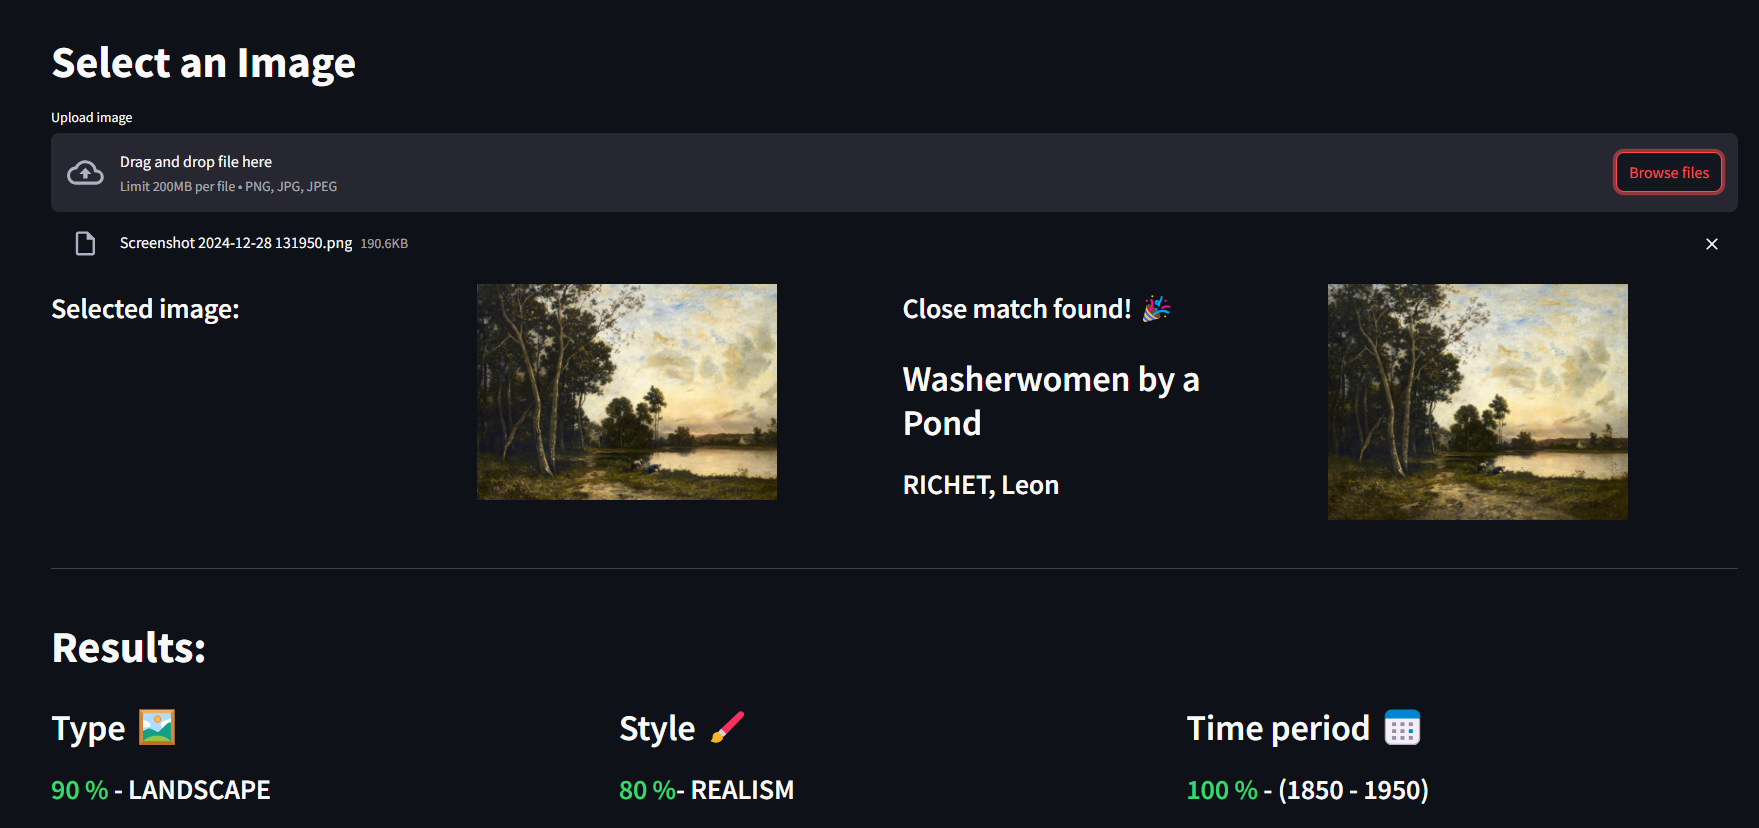 Select an Image
Upload image
Drag and drop file here
Limit 200MB per file • PNG, JPG, JPEG
Browse files
Screenshot 2024-12-28 131950.png 190.6KB
Selected image:
Close match found! 🎉
Washerwomen by a
Pond
RICHET, Leon
Results:
Type 🖼️
Style 🖌️
Time period 📅
90 % - LANDSCAPE
80 %- REALISM
100 % - (1850 - 1950)